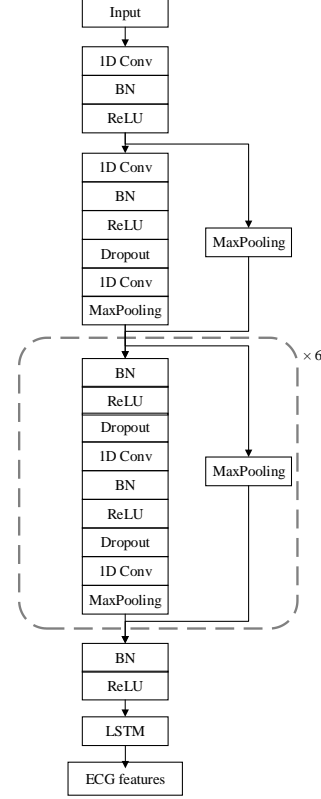 Input
1D Conv
BN
ReLU
1D Conv
BN
ReLU
Dropout
1D Conv
MaxPooling
MaxPooling
× 6
BN
ReLU
Dropout
1D Conv
BN
ReLU
Dropout
1D Conv
MaxPooling
MaxPooling
BN
ReLU
LSTM
ECG features